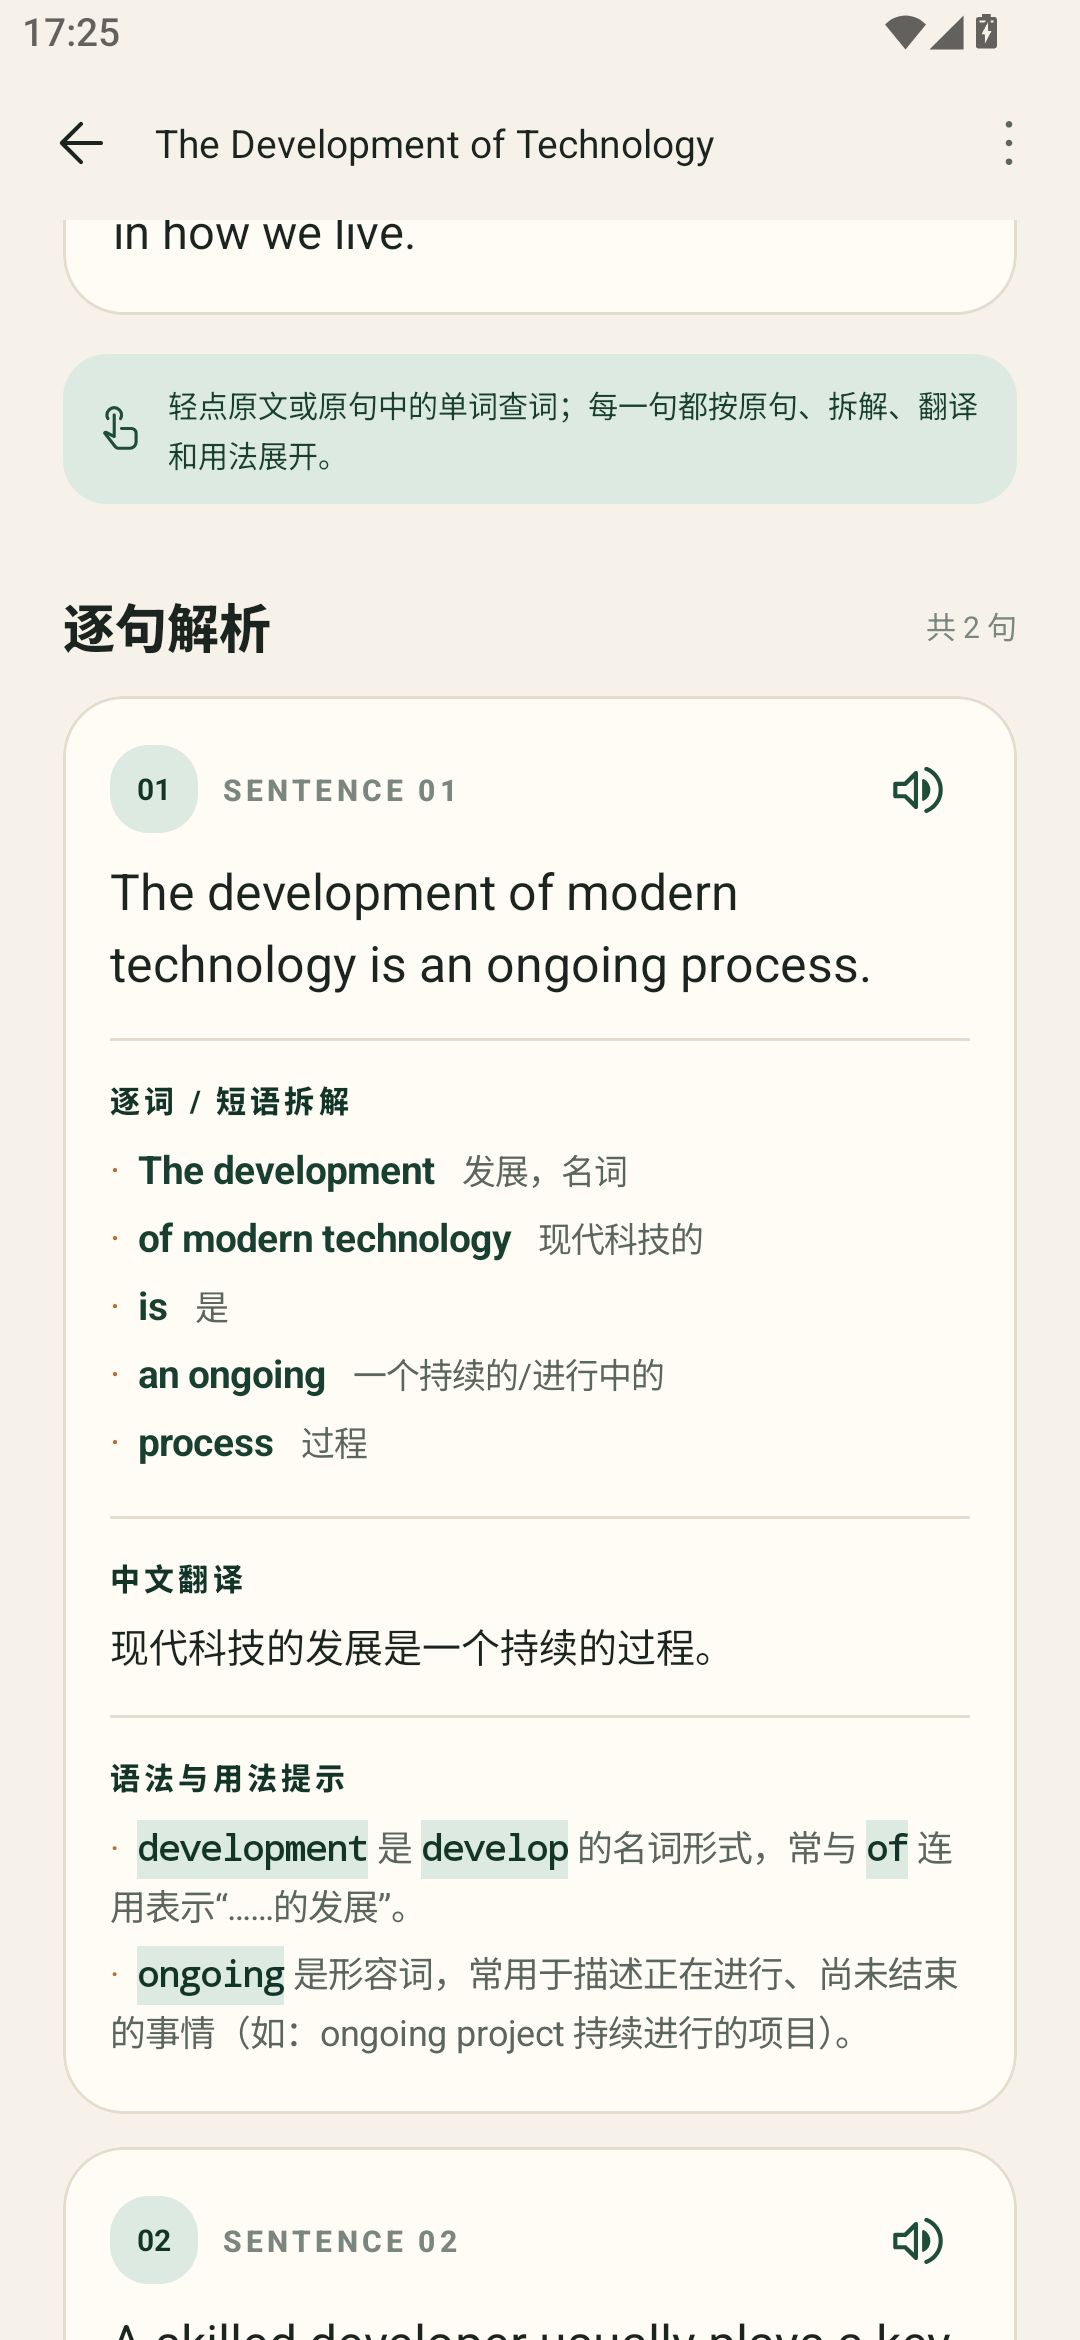 17:25
The Development of Technology
in how we live.
轻点原文或原句中的单词查词；每一句都按原句、拆解、翻译
和用法展开。
逐句解析
共 2 句
01 SENTENCE 01
The development of modern
technology is an ongoing process.
逐词 / 短语拆解
· The development 发展，名词
· of modern technology 现代科技的
· is 是
· an ongoing 一个持续的/进行中的
· process 过程
中文翻译
现代科技的发展是一个持续的过程。
语法与用法提示
· development 是 develop 的名词形式，常与 of 连
用表示“……的发展”。
· ongoing 是形容词，常用于描述正在进行、尚未结束
的事情（如：ongoing project 持续进行的项目）。
02 SENTENCE 02
A skilled developer usually plays a key